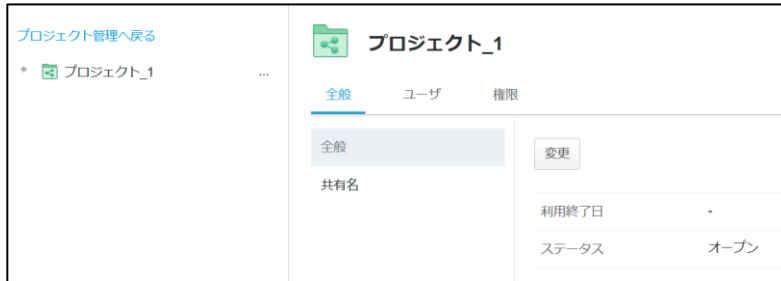 プロジェクト管理へ戻る
プロジェクト_1
...
プロジェクト_1
全般
ユーザ
権限
全般
共有名
変更
利用終了日
-
ステータス
オープン